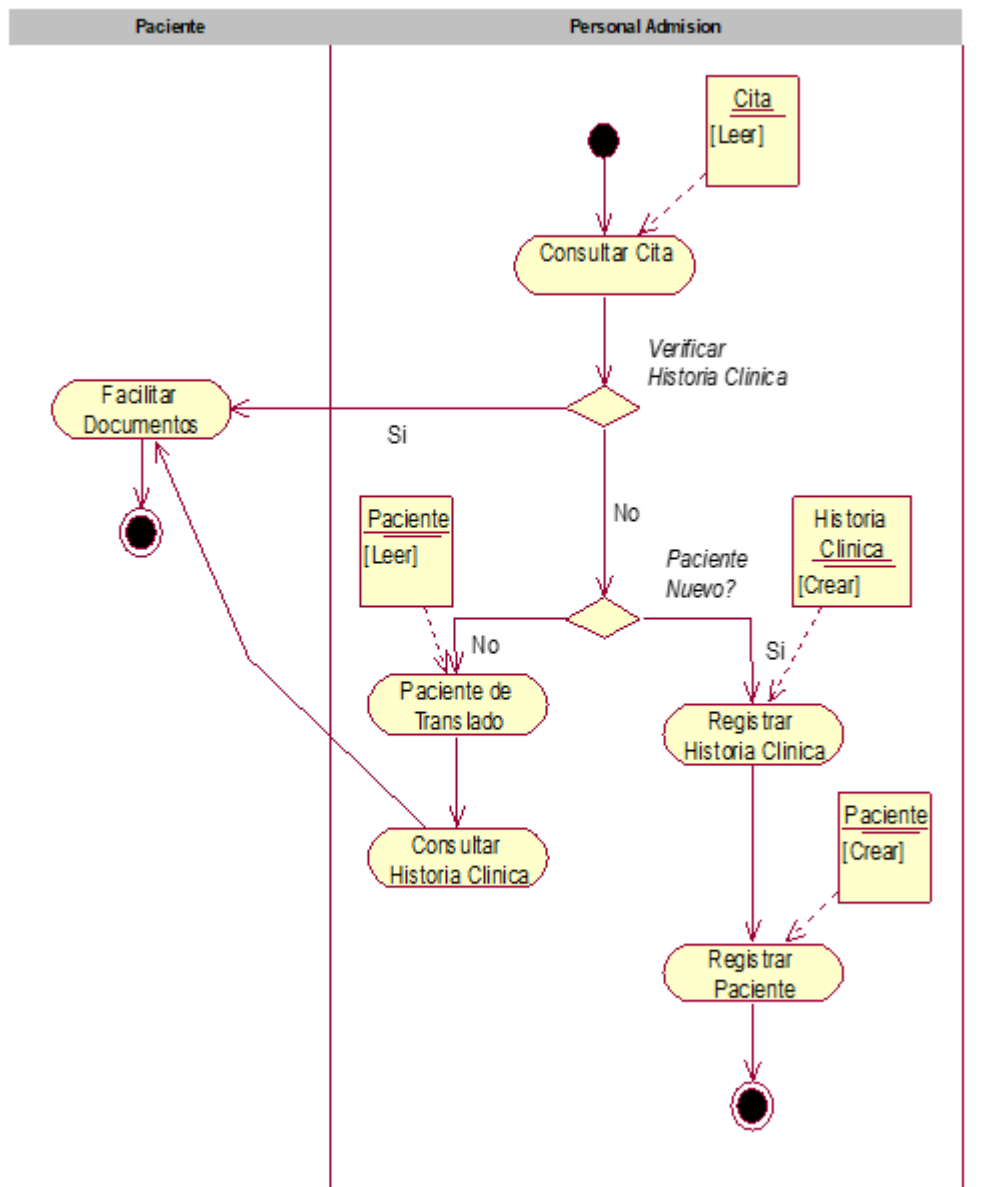 Paciente
Personal Admision
Cita
[Leer]
Consultar Cita
Verificar
Historia Clinica
Facilitar
Documentos
Si
No
Paciente
[Leer]
Paciente
Nuevo?
Historia
Clinica
[Crear]
No
Si
Paciente de
Translado
Registrar
Historia Clinica
Paciente
[Crear]
Consultar
Historia Clinica
Registrar
Paciente